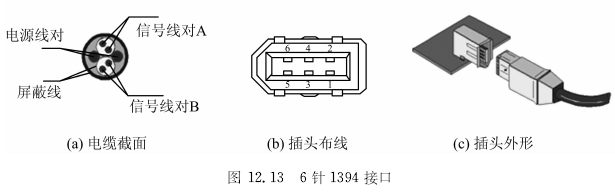 信号线对A
电源线对
屏蔽线
信号线对B
6 4 2
5 3 1
(a) 电缆截面
(b) 插头布线
(c) 插头外形
图 12.13 6 针 1394 接口